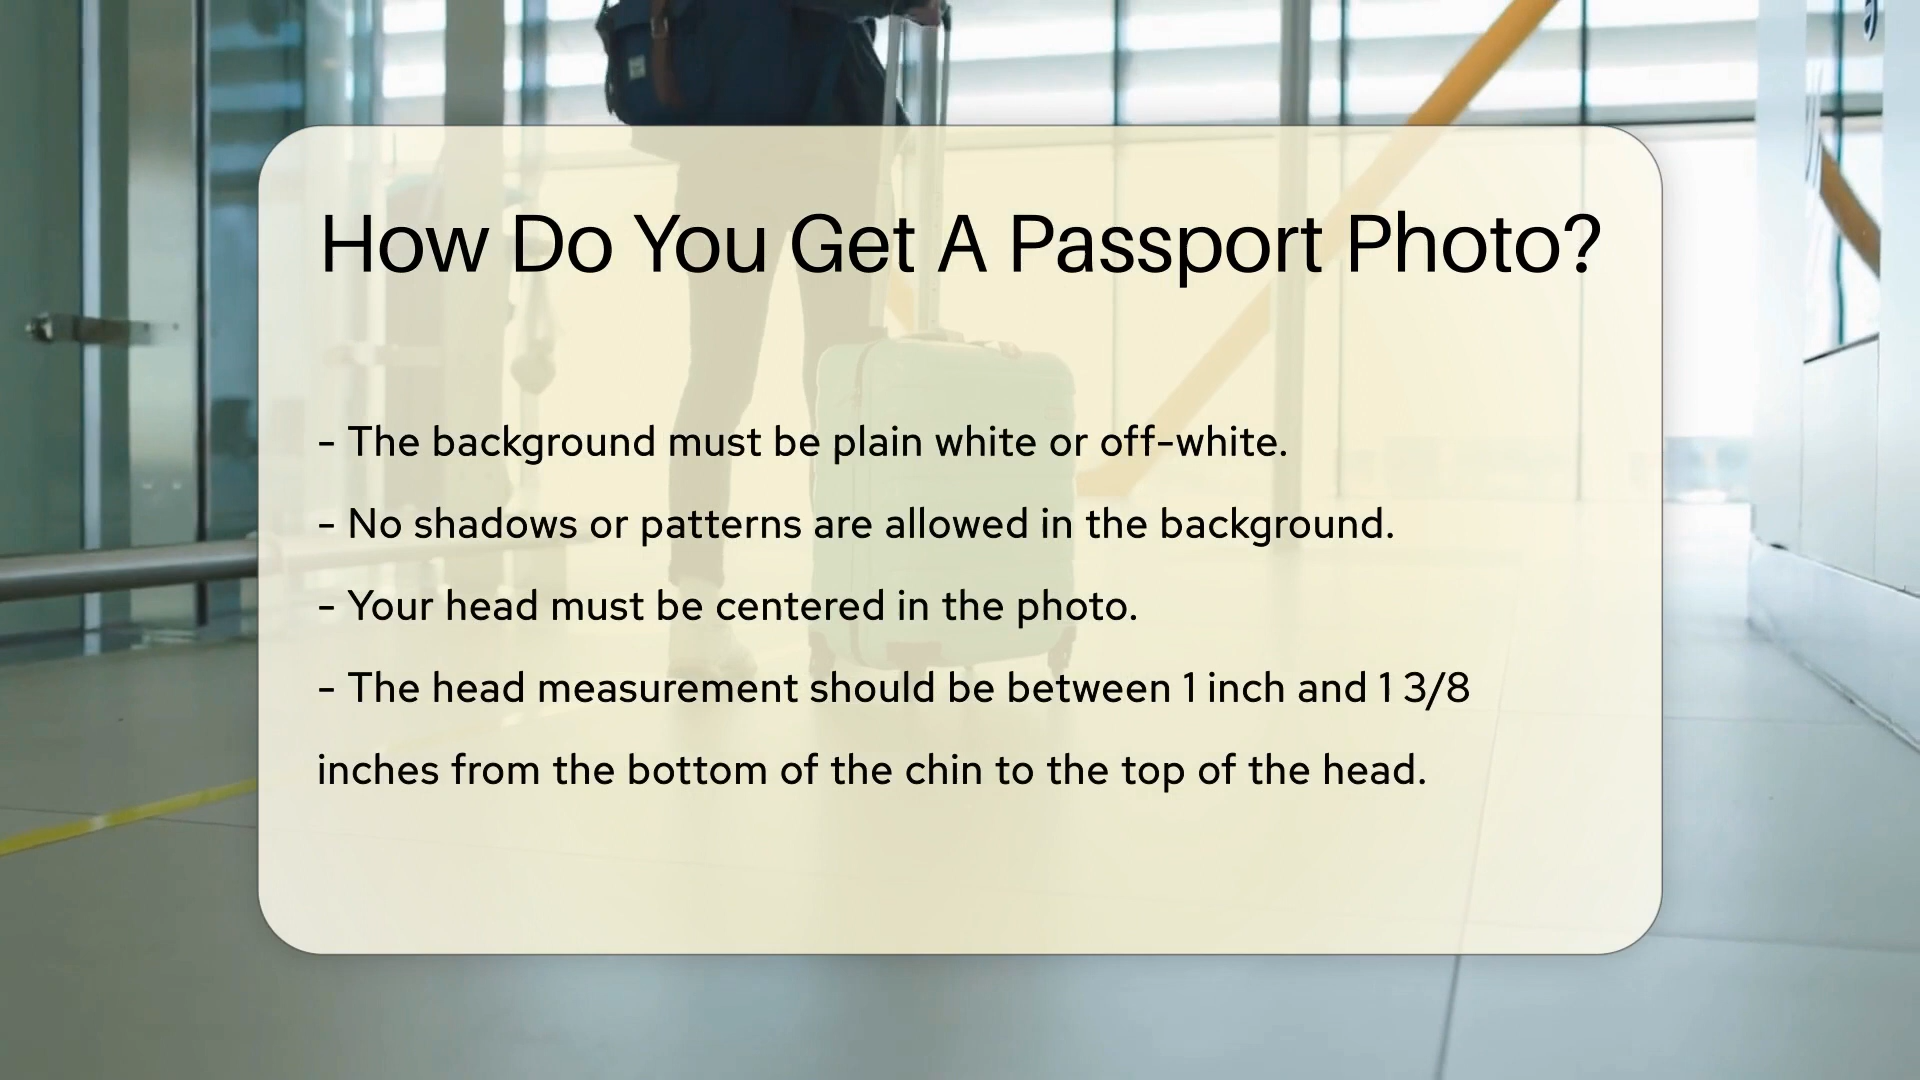 How Do You Get A Passport Photo?
- The background must be plain white or off-white.
- No shadows or patterns are allowed in the background.
- Your head must be centered in the photo.
- The head measurement should be between 1 inch and 1 3/8
inches from the bottom of the chin to the top of the head.